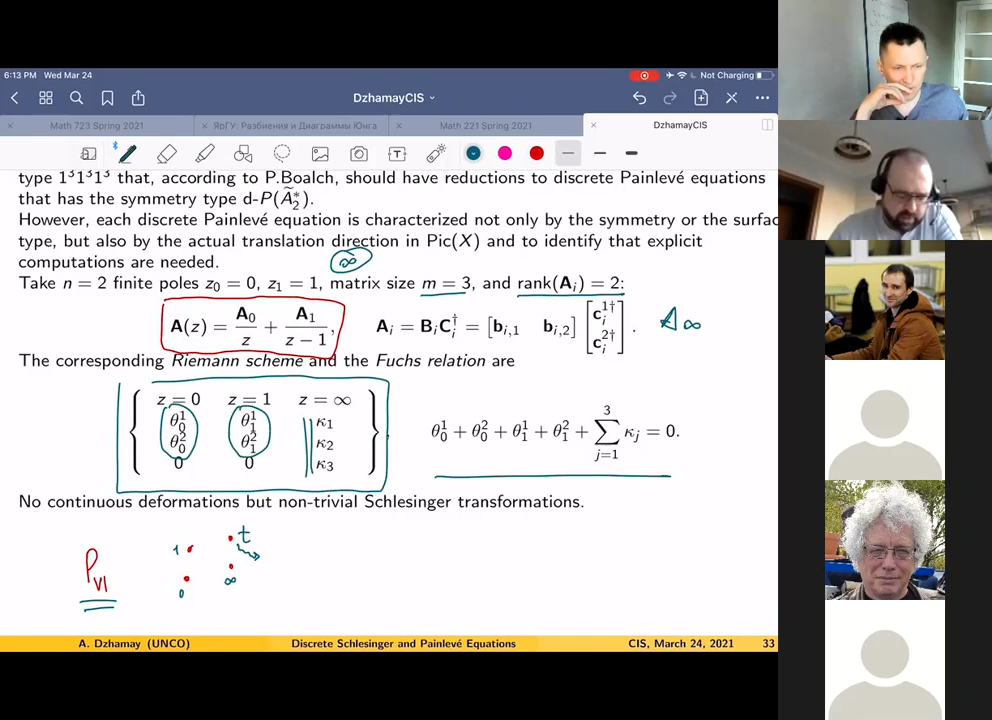 6:13 PM Wed Mar 24
Not Charging
DzhamayCIS
Math 723 Spring 2021
ЯрГУ: Разбиения и Диаграммы Юнга
Math 221 Spring 2021
DzhamayCIS
type 1³1³1³ that, according to P.Boalch, should have reductions to discrete Painlevé equations
that has the symmetry type d-P(Ã₂*).
However, each discrete Painlevé equation is characterized not only by the symmetry or the surfac
type, but also by the actual translation direction in Pic(X) and to identify that explicit
computations are needed.
∞
Take n = 2 finite poles z₀ = 0, z₁ = 1, matrix size m = 3, and rank(Aᵢ) = 2:
A(z) = A₀/z + A₁/(z − 1), Aᵢ = BᵢCᵢ† = [bᵢ,₁ bᵢ,₂] [cᵢ¹† cᵢ²†]. A∞
The corresponding Riemann scheme and the Fuchs relation are
z = 0 z = 1 z = ∞
θ₀¹ θ₁¹ κ₁
θ₀² θ₁² κ₂
0 0 κ₃
θ₀¹ + θ₀² + θ₁¹ + θ₁² + ∑_{j=1}^{3} κⱼ = 0.
No continuous deformations but non-trivial Schlesinger transformations.
P_VI
1 t
0 ∞
A. Dzhamay (UNCO) Discrete Schlesinger and Painlevé Equations CIS, March 24, 2021 33